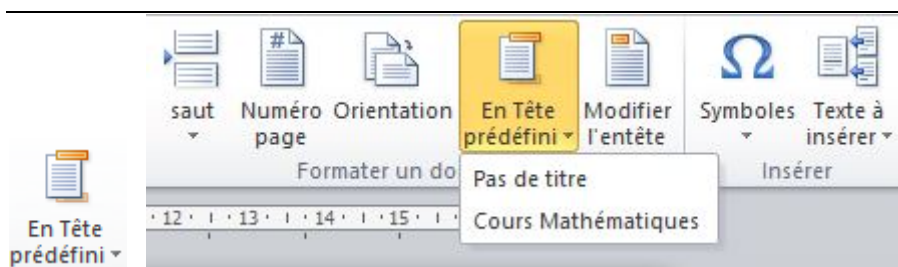 saut
Numéro page
Orientation
En Tête prédéfini
Modifier l'entête
Symboles
Texte à insérer
Formater un do
Insérer
Pas de titre
Cours Mathématiques
12 13 14 15
En Tête
prédéfini